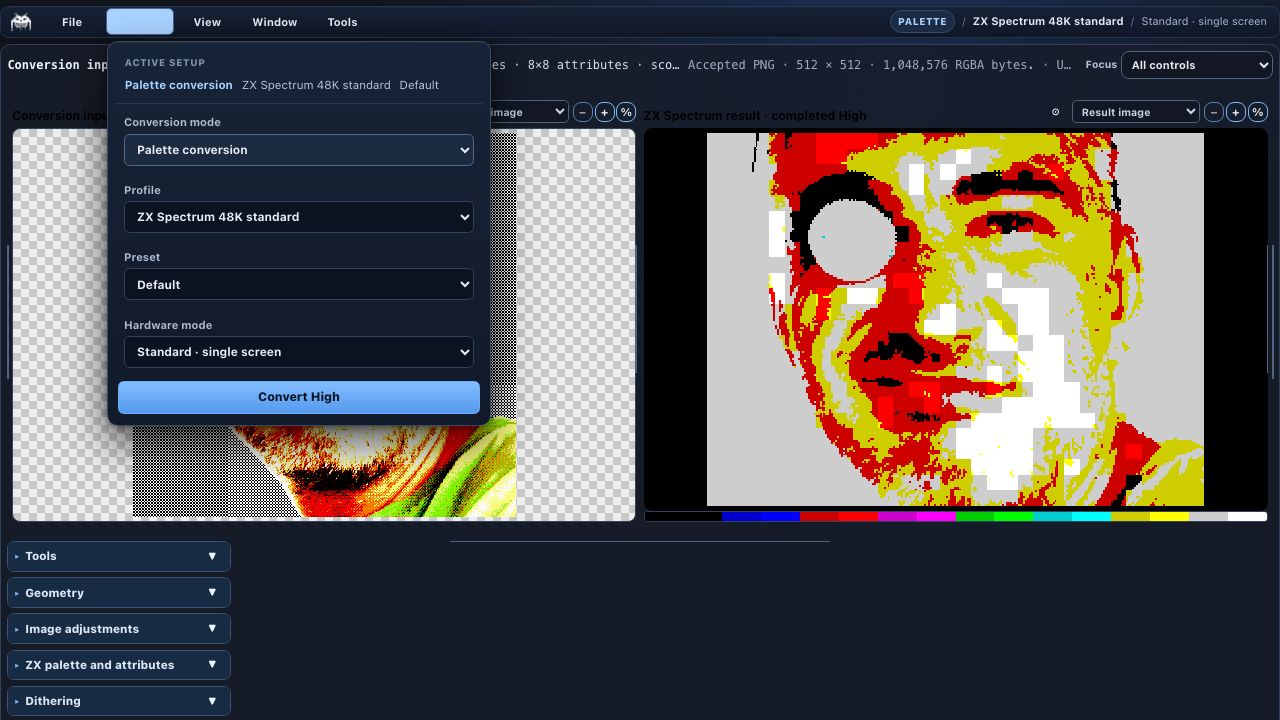 File
View
Window
Tools
PALETTE / ZX Spectrum 48K standard / Standard · single screen
ACTIVE SETUP
Palette conversion ZX Spectrum 48K standard Default
Conversion mode
Palette conversion
Profile
ZX Spectrum 48K standard
Preset
Default
Hardware mode
Standard · single screen
Convert High
Conversion inp
es · 8×8 attributes · sco… Accepted PNG · 512 × 512 · 1,048,576 RGBA bytes. · U…
Focus All controls
Conversion inpu
image
− + %
ZX Spectrum result · completed High
Result image
− + %
Tools
Geometry
Image adjustments
ZX palette and attributes
Dithering